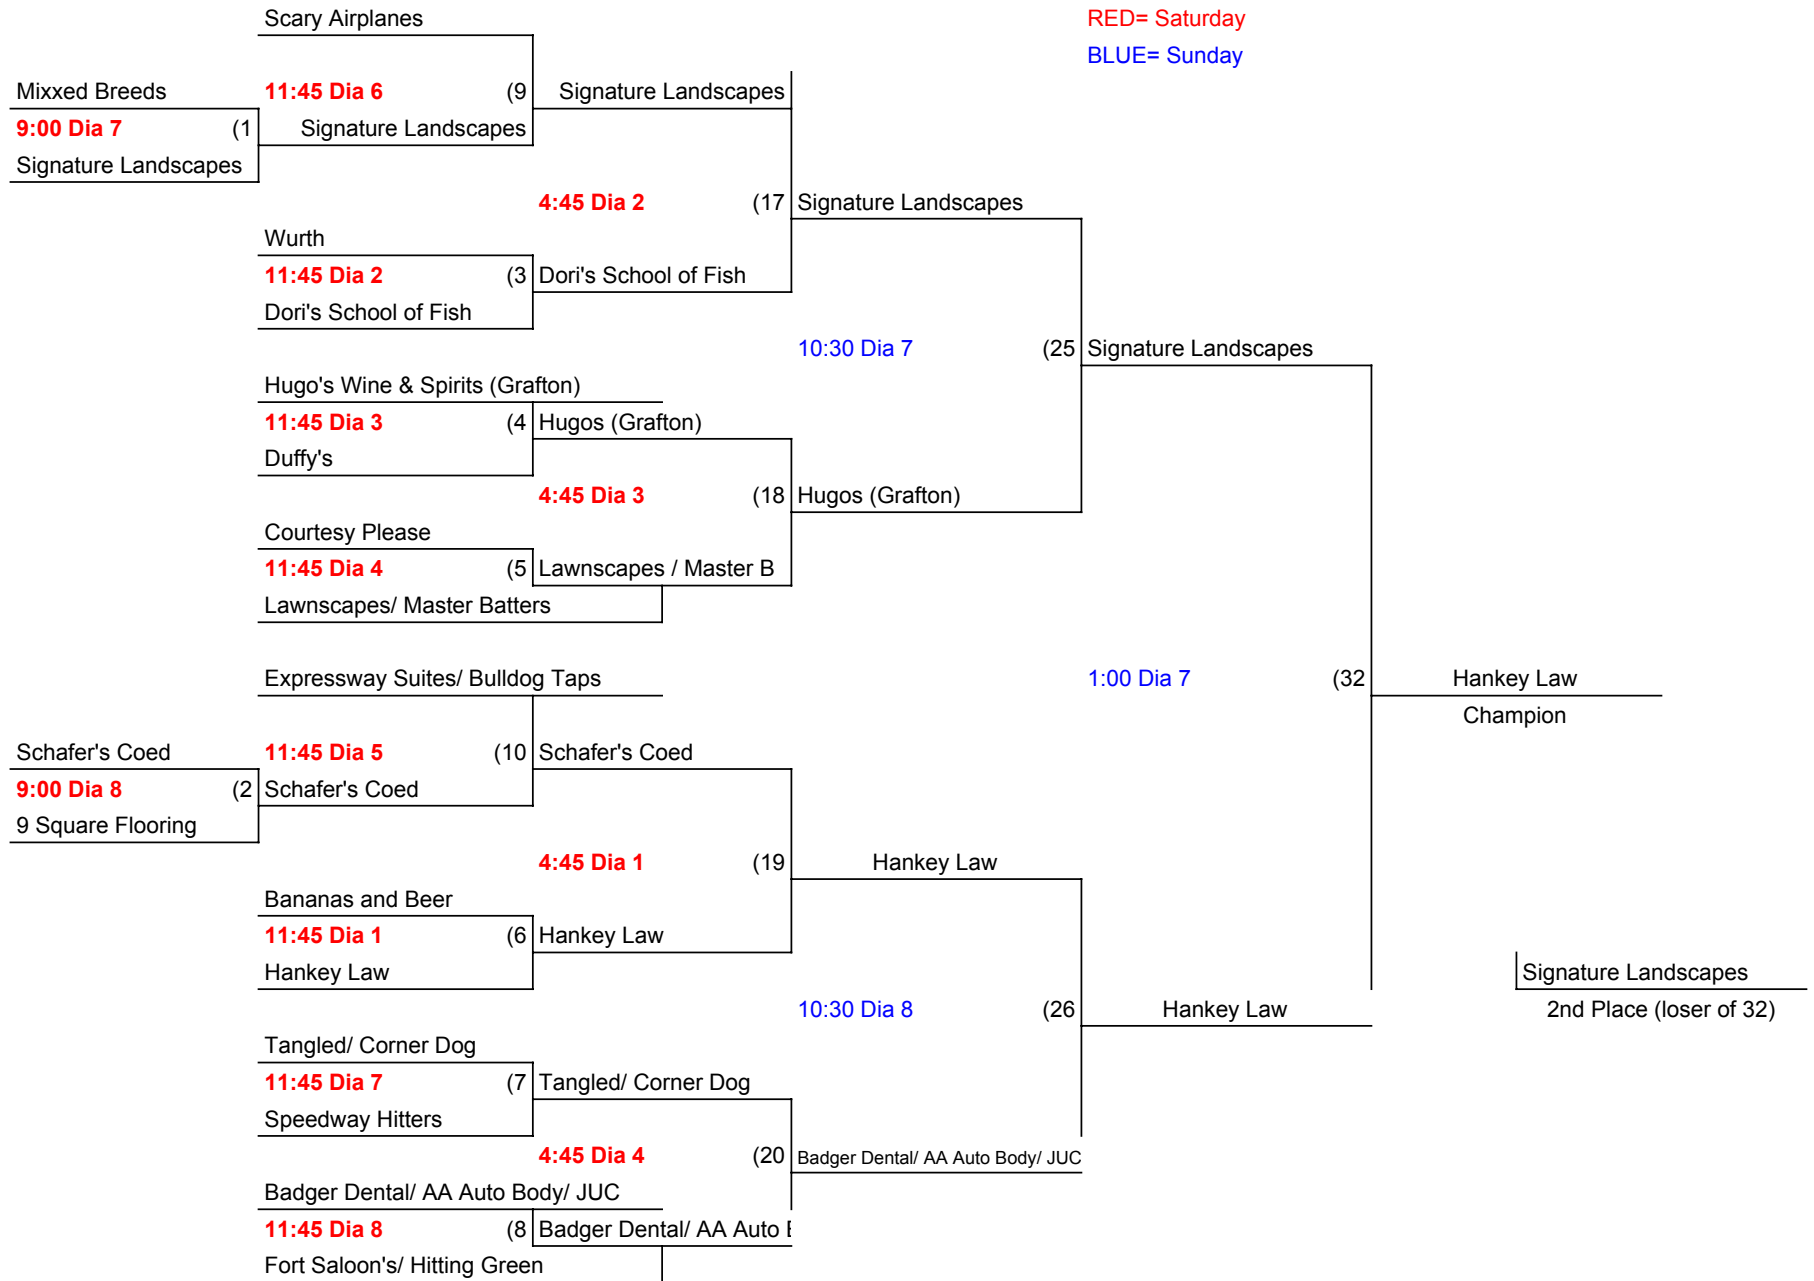 Scary Airplanes
RED= Saturday
BLUE= Sunday
Mixxed Breeds
11:45 Dia 6 (9
Signature Landscapes
9:00 Dia 7 (1
Signature Landscapes
Signature Landscapes
4:45 Dia 2 (17
Signature Landscapes
Wurth
11:45 Dia 2 (3
Dori's School of Fish
Dori's School of Fish
10:30 Dia 7 (25
Signature Landscapes
Hugo's Wine & Spirits (Grafton)
11:45 Dia 3 (4
Hugos (Grafton)
Duffy's
4:45 Dia 3 (18
Hugos (Grafton)
Courtesy Please
11:45 Dia 4 (5
Lawnscapes / Master B
Lawnscapes/ Master Batters
Expressway Suites/ Bulldog Taps
1:00 Dia 7 (32
Hankey Law
Champion
Schafer's Coed
11:45 Dia 5 (10
Schafer's Coed
9:00 Dia 8 (2
Schafer's Coed
9 Square Flooring
4:45 Dia 1 (19
Hankey Law
Bananas and Beer
11:45 Dia 1 (6
Hankey Law
Hankey Law
Signature Landscapes
10:30 Dia 8 (26
Hankey Law
2nd Place (loser of 32)
Tangled/ Corner Dog
11:45 Dia 7 (7
Tangled/ Corner Dog
Speedway Hitters
4:45 Dia 4 (20
Badger Dental/ AA Auto Body/ JUC
Badger Dental/ AA Auto Body/ JUC
11:45 Dia 8 (8
Badger Dental/ AA Auto
Fort Saloon's/ Hitting Green